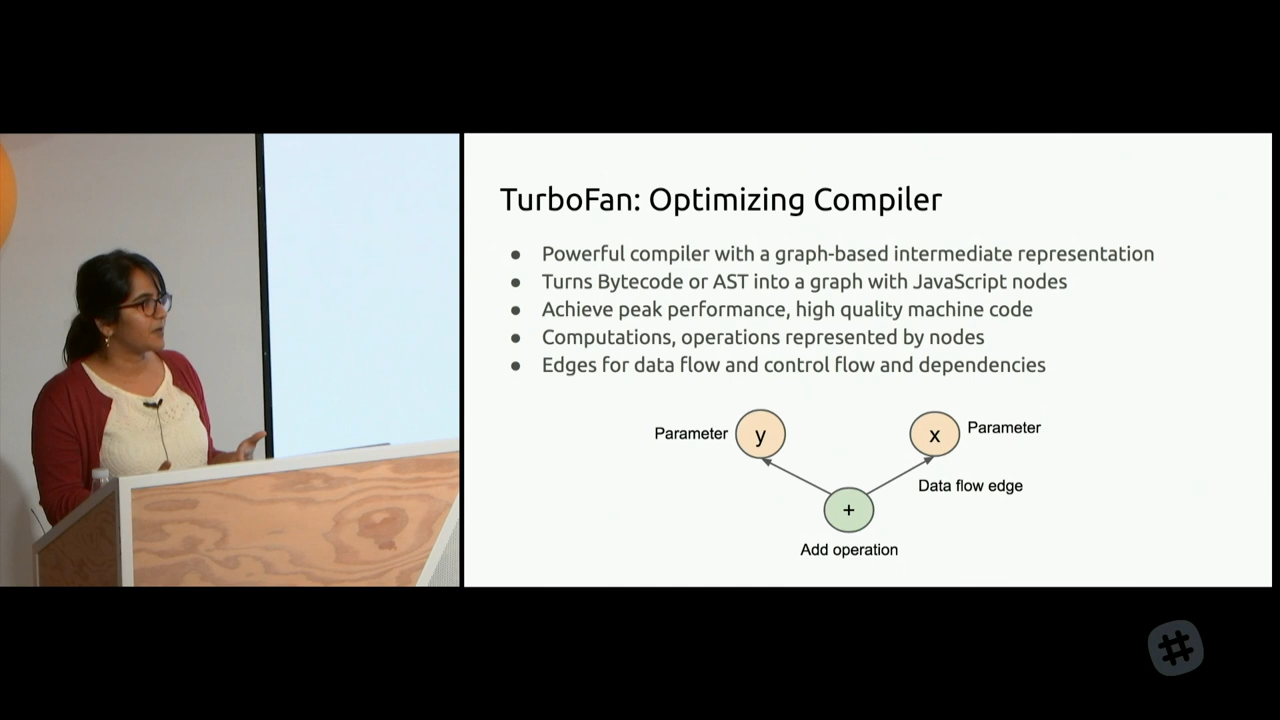 TurboFan: Optimizing Compiler
● Powerful compiler with a graph-based intermediate representation
● Turns Bytecode or AST into a graph with JavaScript nodes
● Achieve peak performance, high quality machine code
● Computations, operations represented by nodes
● Edges for data flow and control flow and dependencies
Parameter y x Parameter
Data flow edge
+
Add operation